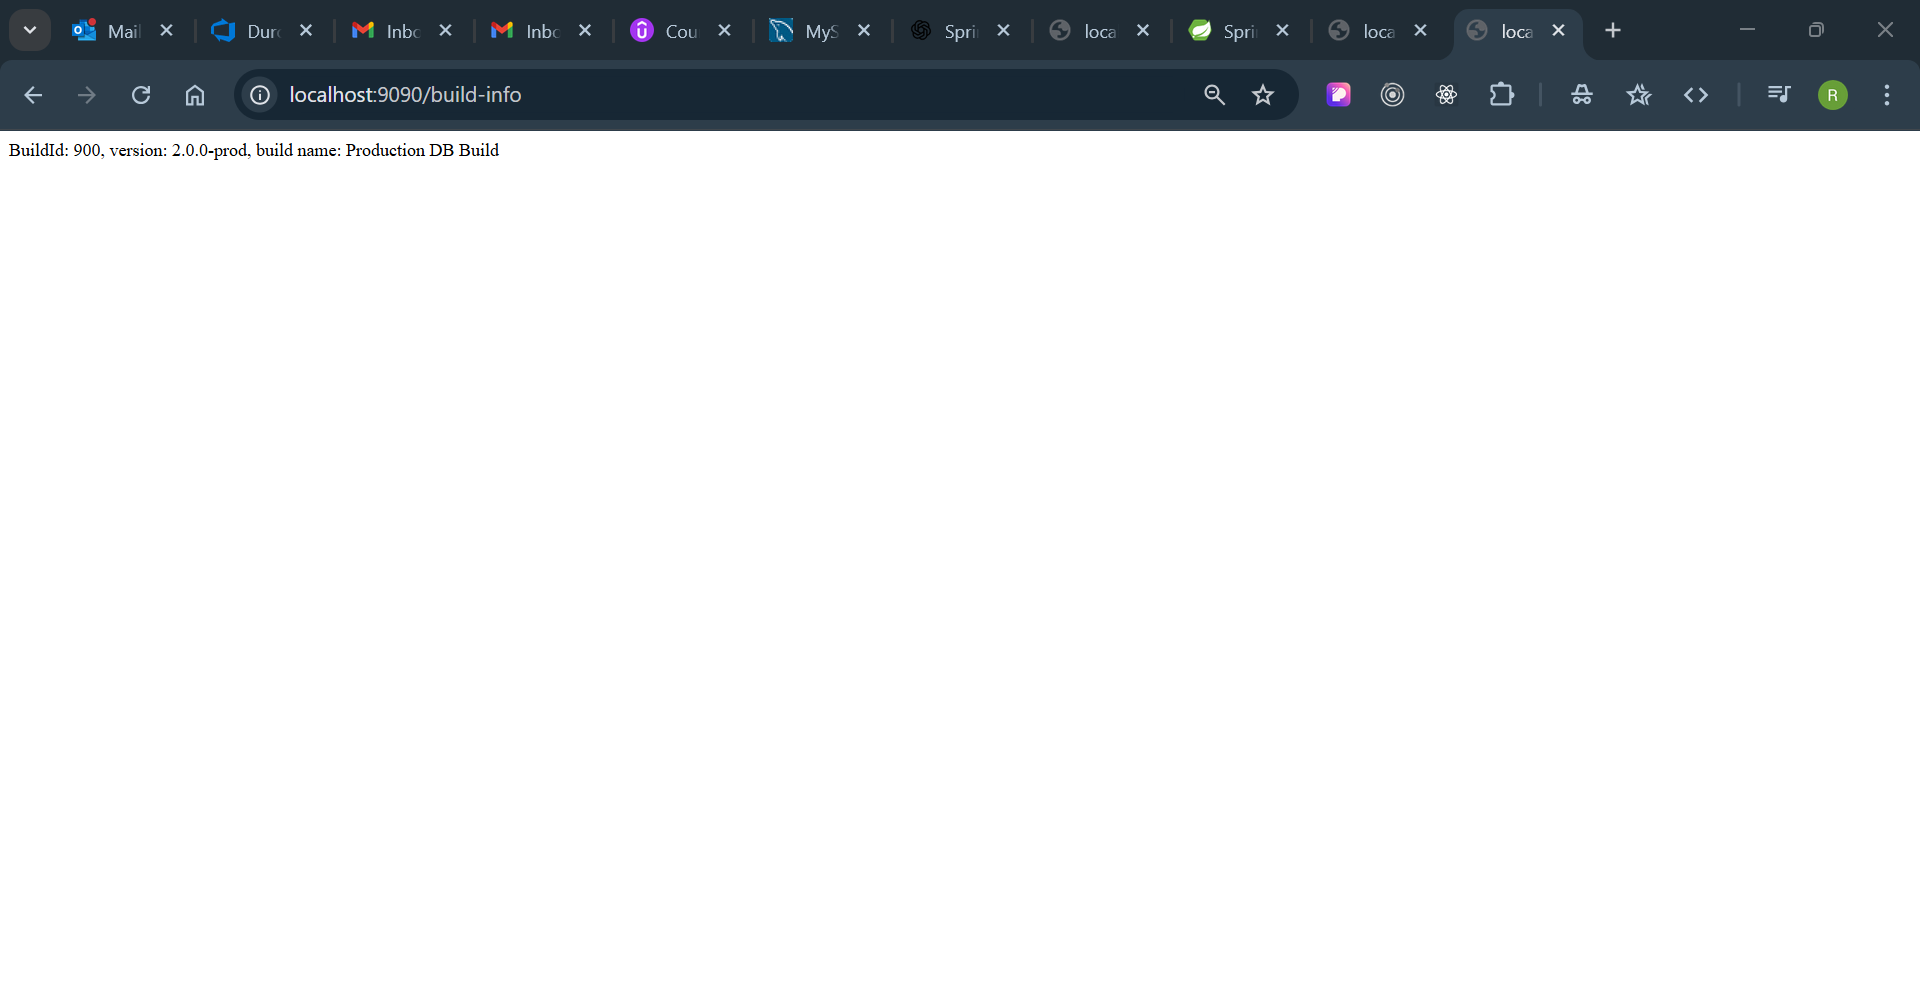 Mail
Durc
Inbc
Inbc
Cou
MyS
Spri
loca
Spri
loca
loca
localhost:9090/build-info
R
BuildId: 900, version: 2.0.0-prod, build name: Production DB Build